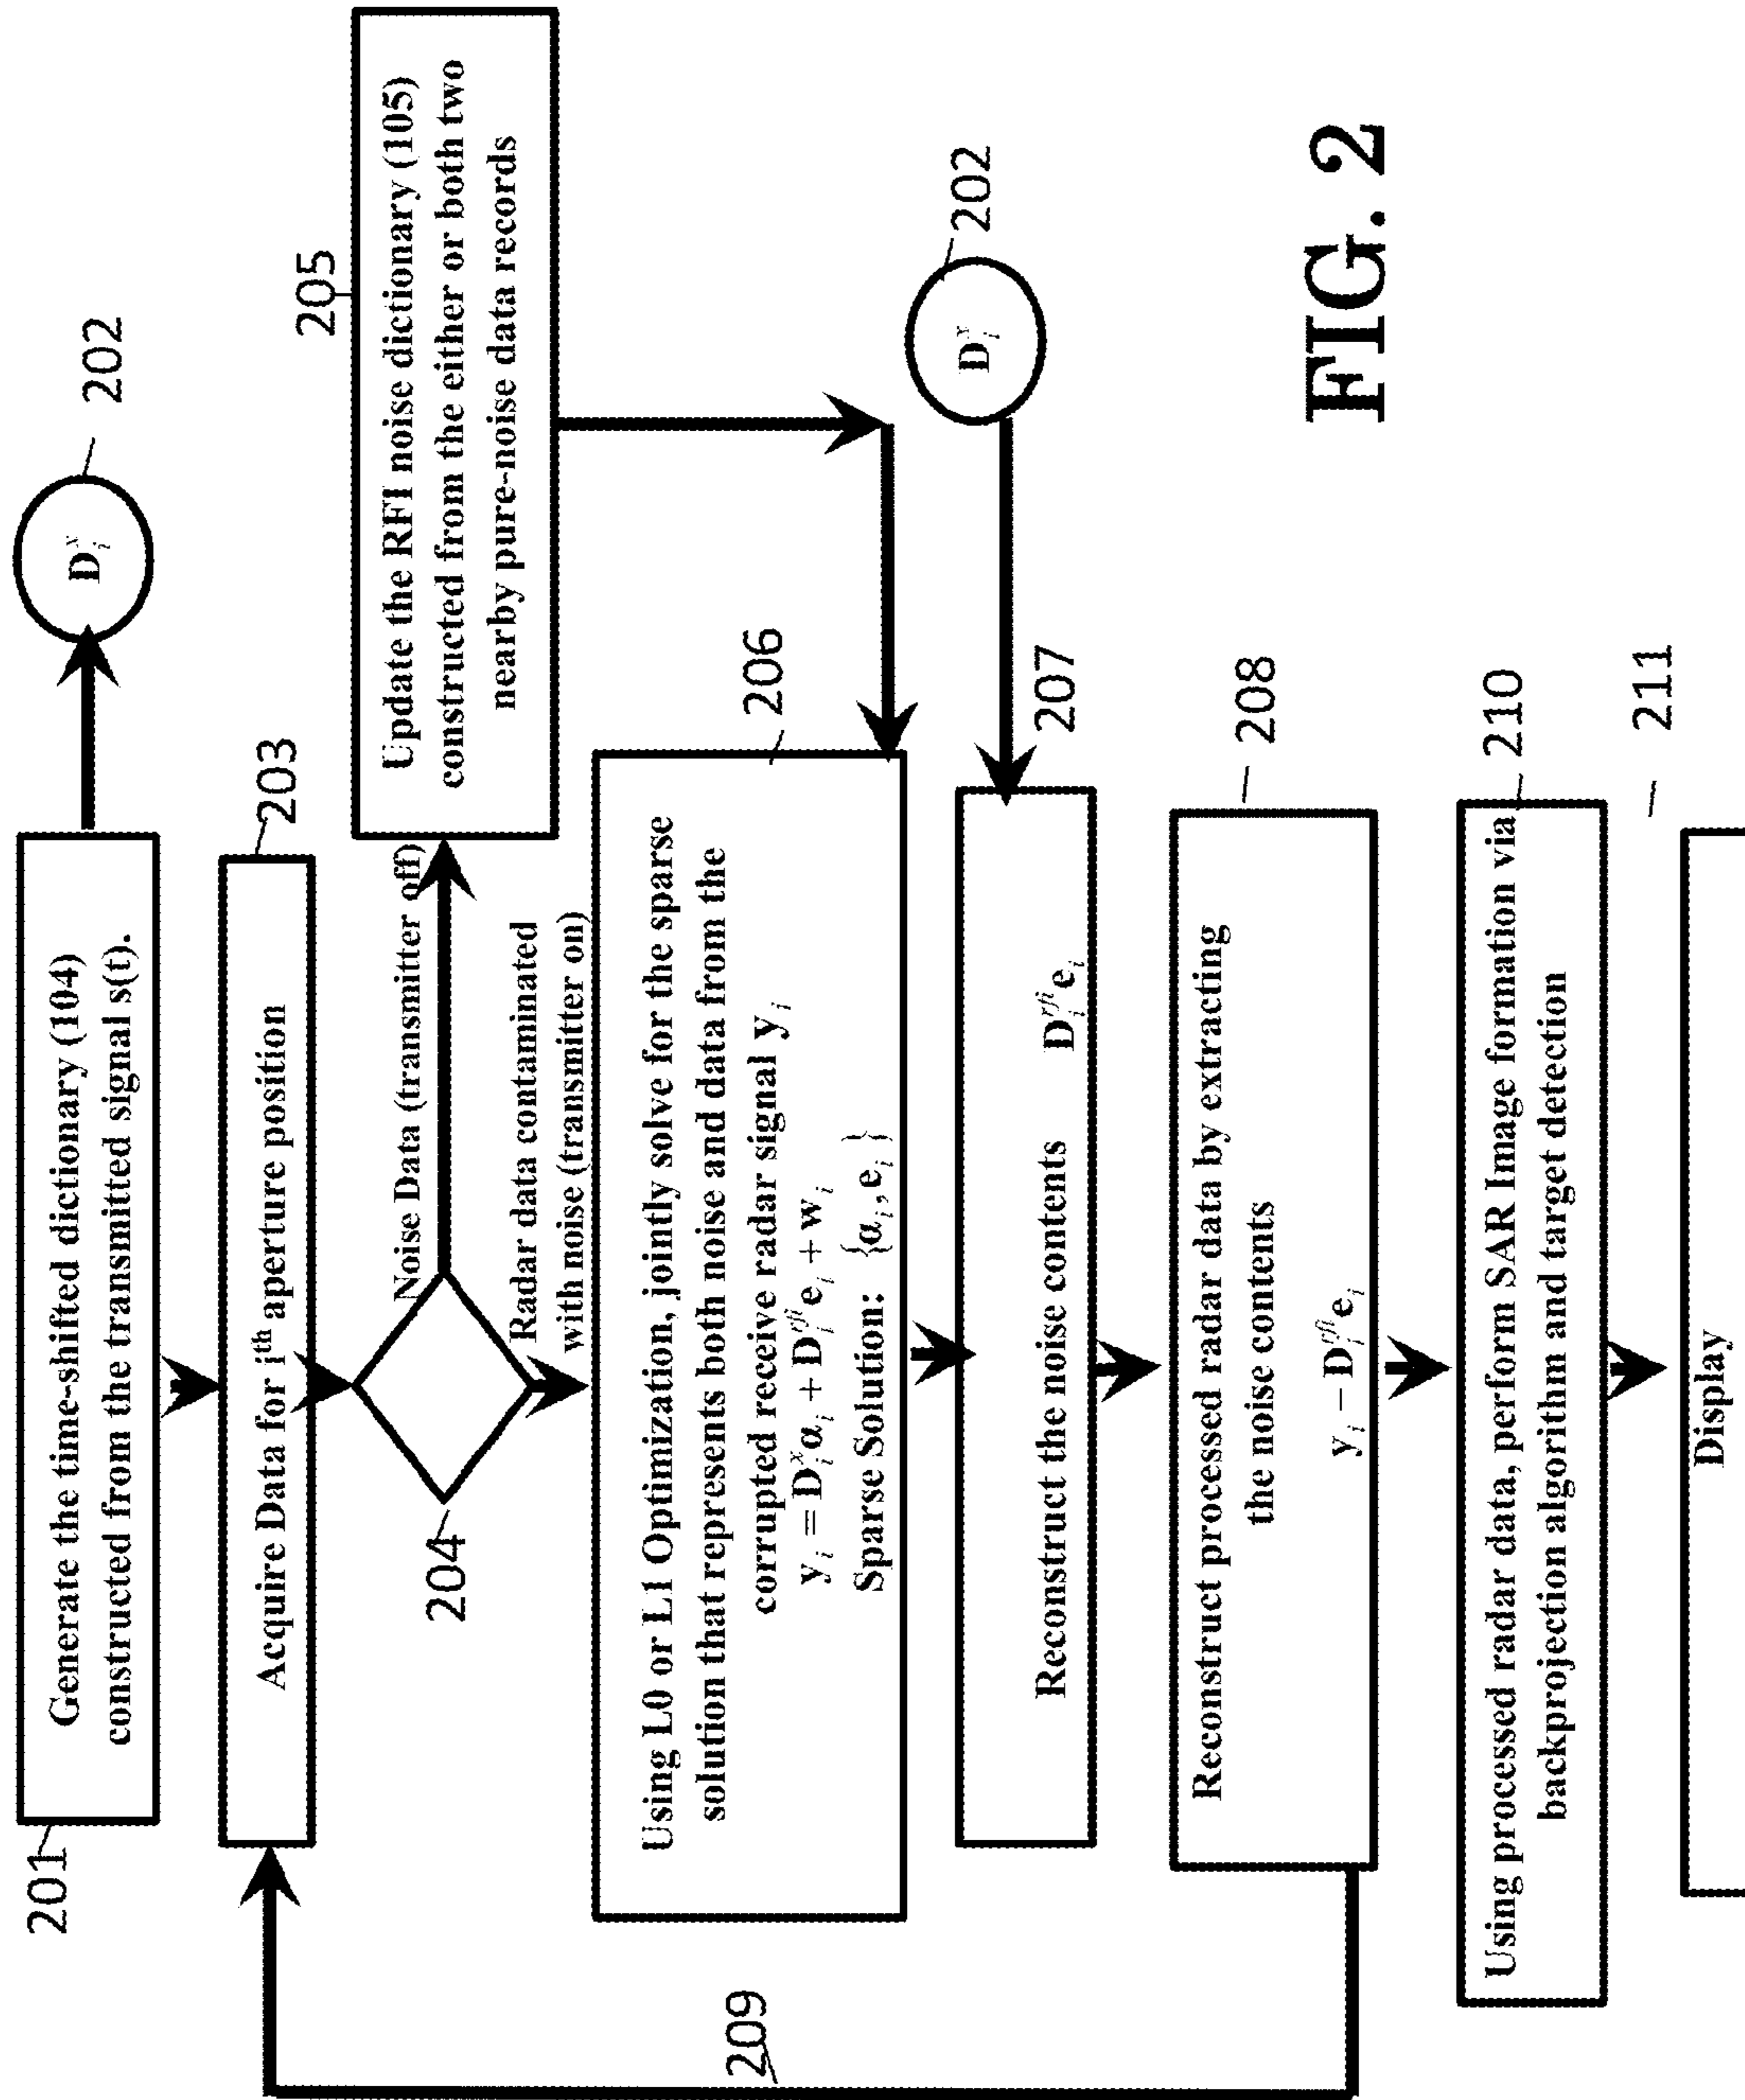 201
Generate the time-shifted dictionary (104)
constructed from the transmitted signal s(t).
D_i^x
202
203
Acquire Data for i^th aperture position
204
Noise Data (transmitter off)
205
Update the RFI noise dictionary (105)
constructed from the either or both two
nearby pure-noise data records
Radar data contaminated
with noise (transmitter on)
206
Using L0 or L1 Optimization, jointly solve for the sparse
solution that represents both noise and data from the
corrupted receive radar signal y_i
y_i = D_i^x α_i + D_i^rfi e_i + w_i
Sparse Solution: {α_i, e_i}
202
D_i^x
207
Reconstruct the noise contents D_i^rfi e_i
208
Reconstruct processed radar data by extracting
the noise contents
y_i − D_i^rfi e_i
209
210
Using processed radar data, perform SAR Image formation via
backprojection algorithm and target detection
211
Display
FIG. 2